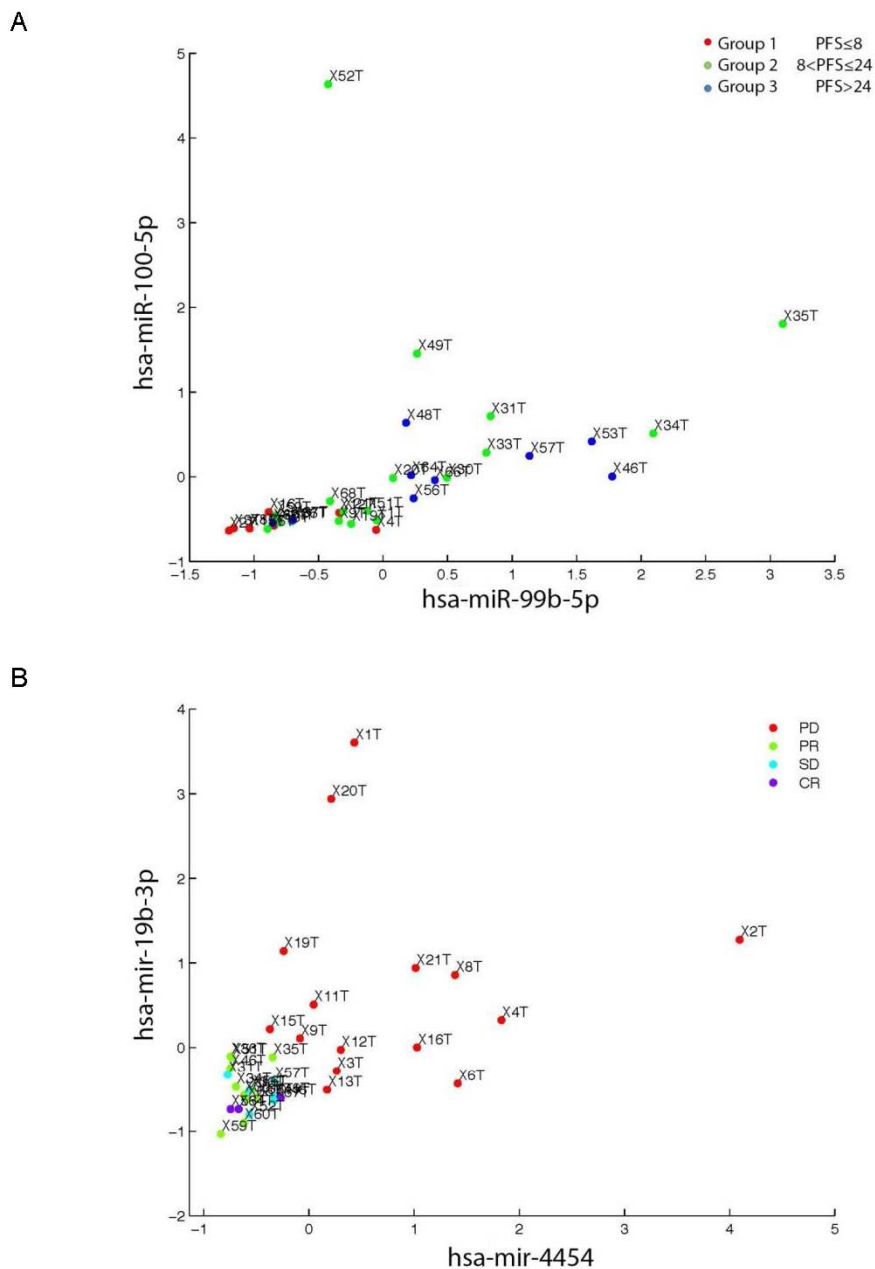 A
Group 1 PFS≤8
Group 2 8<PFS≤24
Group 3 PFS>24
5
4
3
2
1
0
−1
hsa-miR-100-5p
X52T
X35T
X49T
X31T
X48T
X34T
X53T
X33T
X57T
X46T
X20T
X56T
X68T
X4T
−1.5 −1 −0.5 0 0.5 1 1.5 2 2.5 3 3.5
hsa-miR-99b-5p
B
PD
PR
SD
CR
4
3
2
1
0
−1
−2
hsa-mir-19b-3p
X1T
X20T
X2T
X19T
X21T
X8T
X11T
X4T
X15T
X9T
X12T
X16T
X35T
X46T
X3T
X31T
X57T
X13T
X6T
X34T
X52T
X60T
X59T
−1 0 1 2 3 4 5
hsa-mir-4454